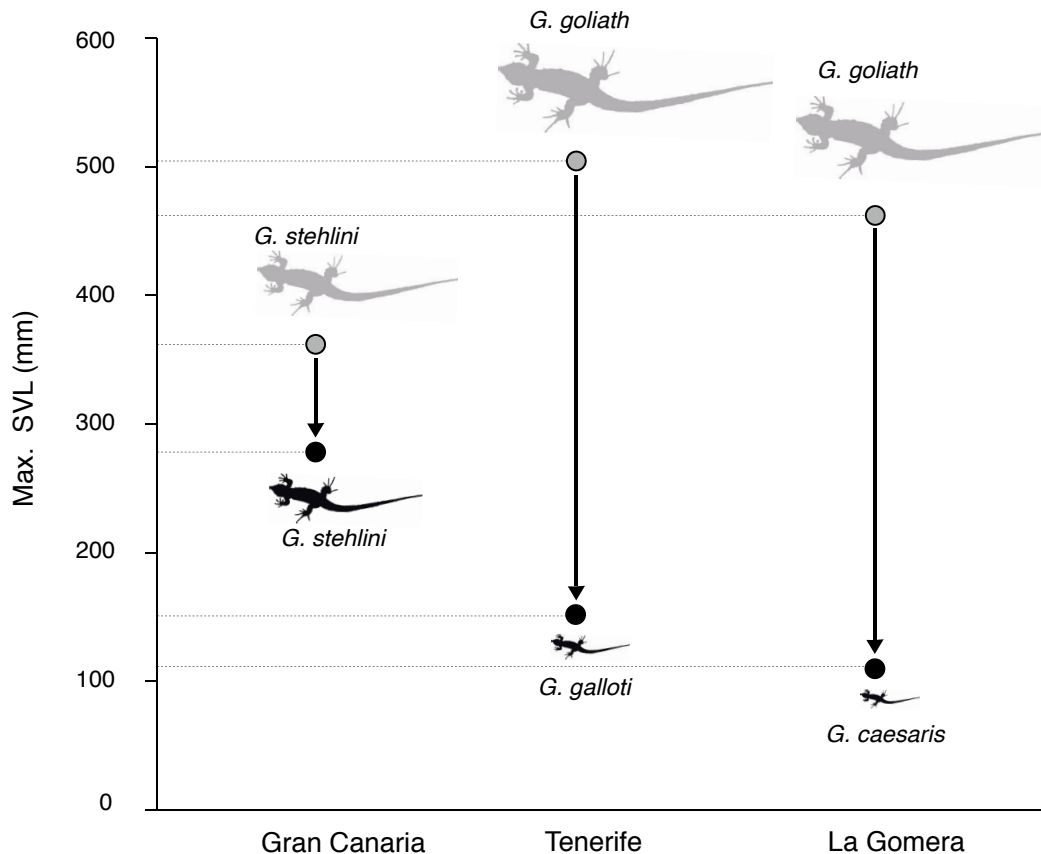 600
500
400
300
200
100
0
Max. SVL (mm)
G. goliath
G. goliath
G. stehlini
G. stehlini
G. galloti
G. caesaris
Gran Canaria
Tenerife
La Gomera